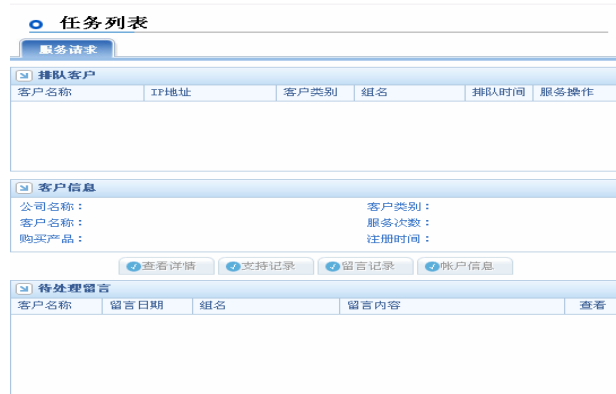 任务列表
服务请求
排队客户
客户名称 IP地址 客户类别 组名 排队时间 服务操作
客户信息
公司名称： 客户类别：
客户名称： 服务次数：
购买产品： 注册时间：
查看详情 支持记录 留言记录 帐户信息
待处理留言
客户名称 留言日期 组名 留言内容 查看